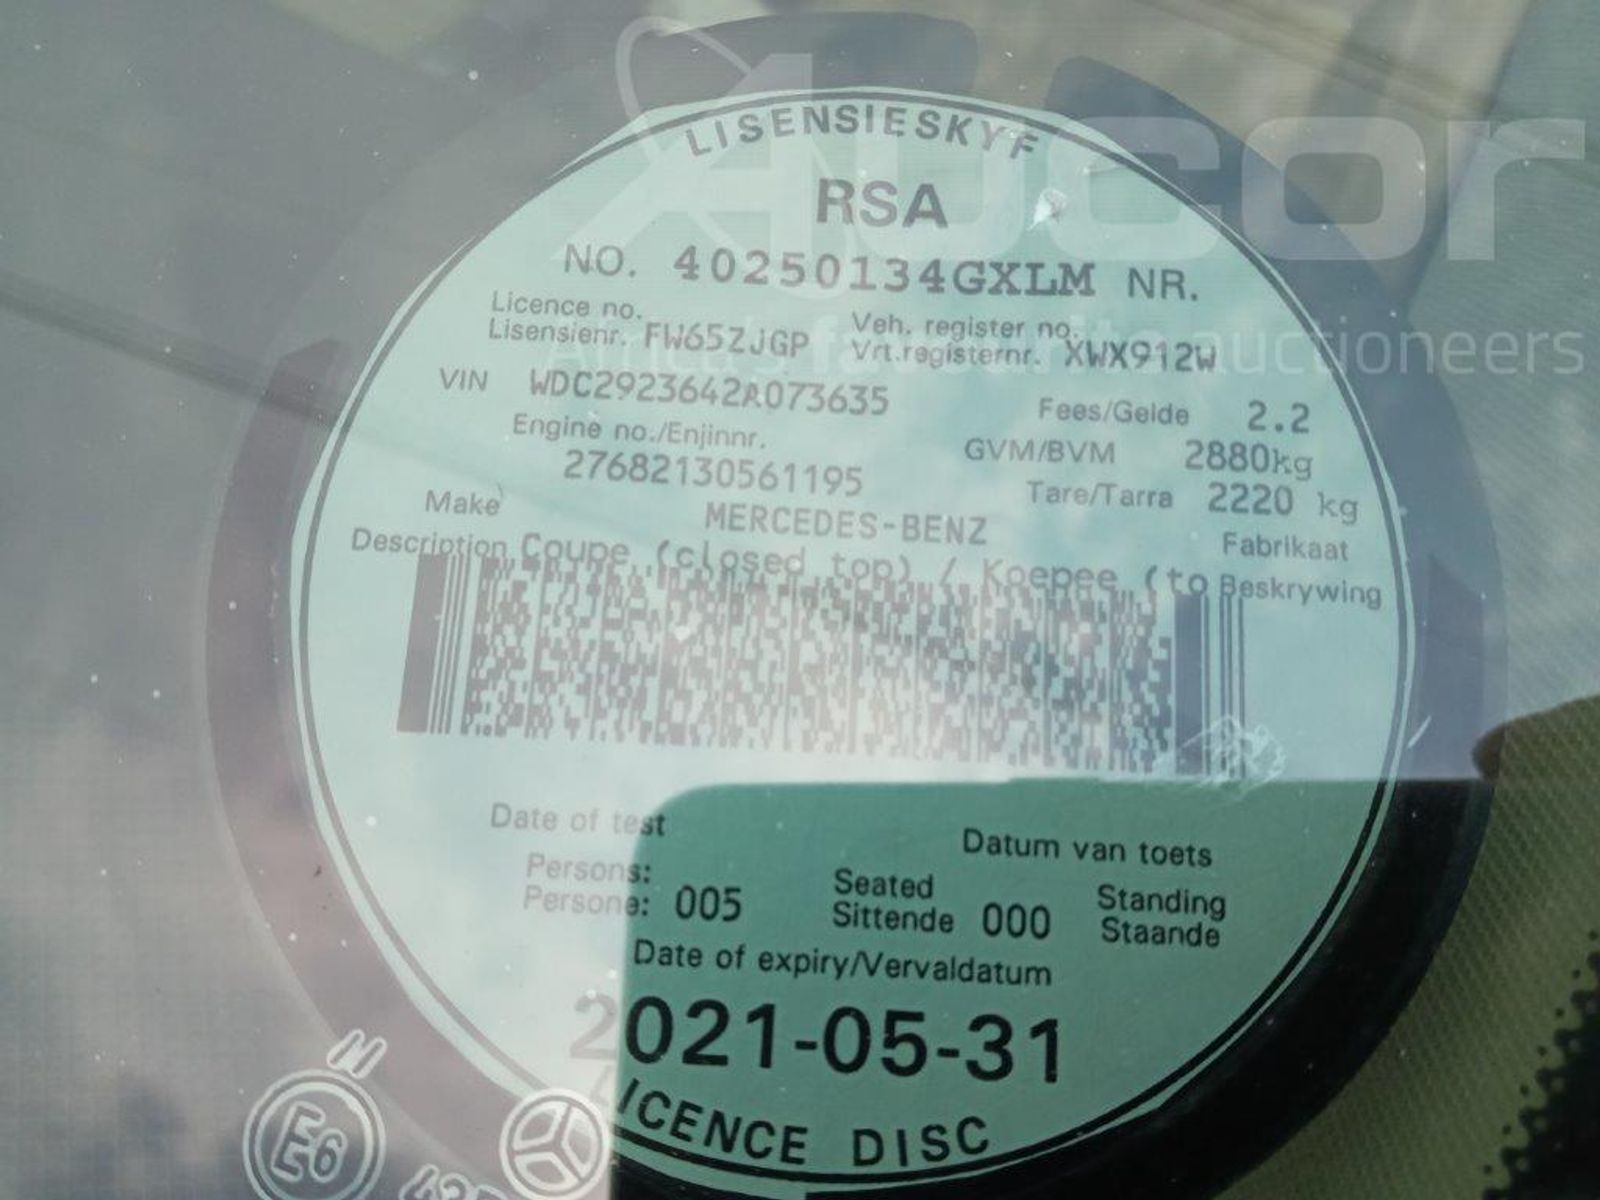 Aucor
Africa's favourite auctioneers
LISENSIESKYF
RSA
NO. 40250134GXLM NR.
Licence no.
Lisensienr. FW65ZJGP
Veh. register no.
Vrt.registernr. XWX912W
VIN WDC2923642A073635
Fees/Gelde 2.2
Engine no./Enjinnr.
27682130561195
GVM/BVM 2880kg
Tare/Tarra 2220 kg
Make MERCEDES-BENZ Fabrikaat
Description Coupe (closed top) / Koepee (to Beskrywing
Date of test Datum van toets
Persons:
Persone: 005
Seated
Sittende 000
Standing
Staande
Date of expiry/Vervaldatum
2021-05-31
LICENCE DISC
E6